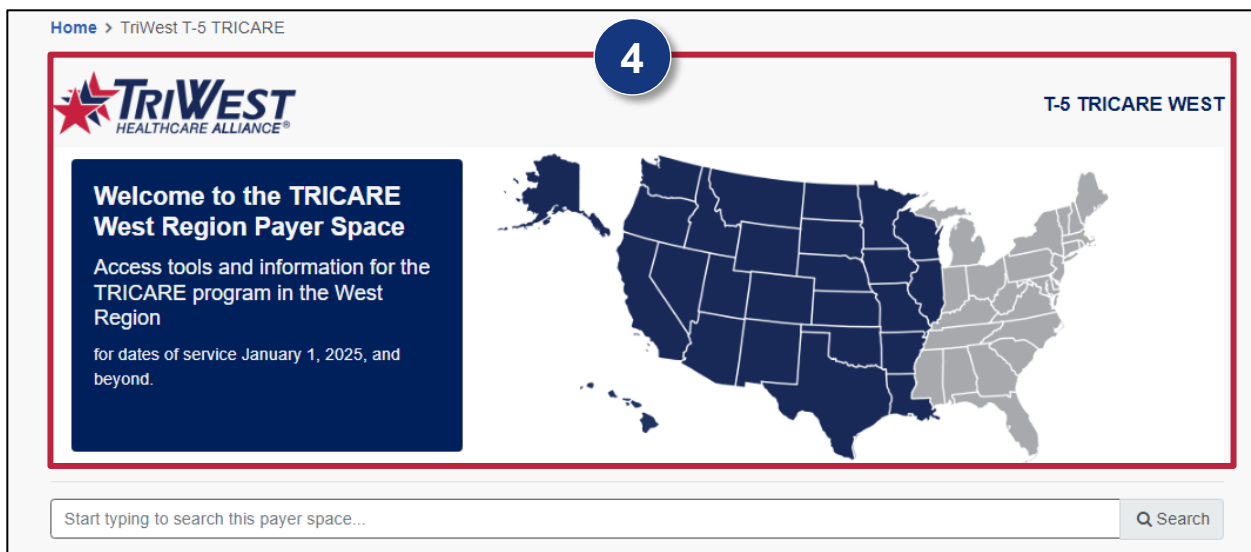 Home > TriWest T-5 TRICARE
4
TRIWEST
HEALTHCARE ALLIANCE®
T-5 TRICARE WEST
Welcome to the TRICARE
West Region Payer Space
Access tools and information for the
TRICARE program in the West
Region
for dates of service January 1, 2025, and
beyond.
Start typing to search this payer space...
Search